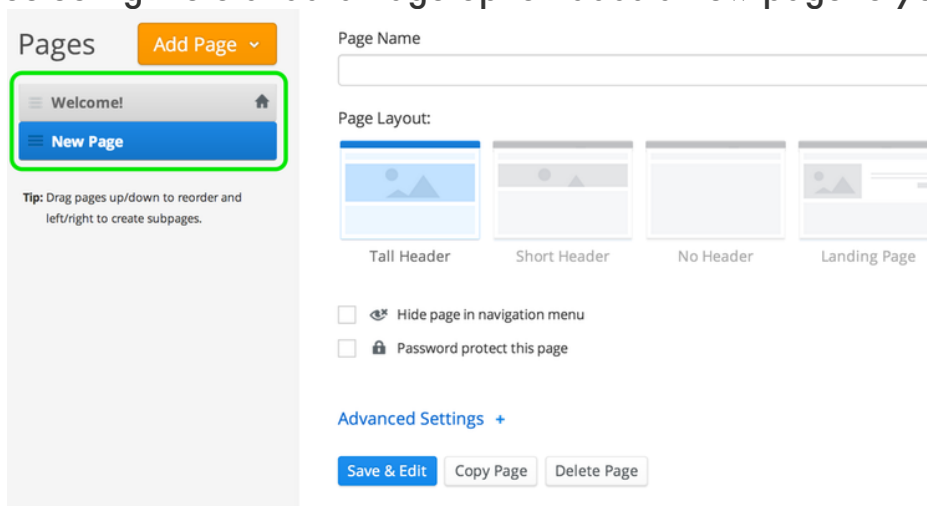 Pages
Add Page
Welcome!
New Page
Tip: Drag pages up/down to reorder and
left/right to create subpages.
Page Name
Page Layout:
Tall Header
Short Header
No Header
Landing Page
Hide page in navigation menu
Password protect this page
Advanced Settings +
Save & Edit
Copy Page
Delete Page